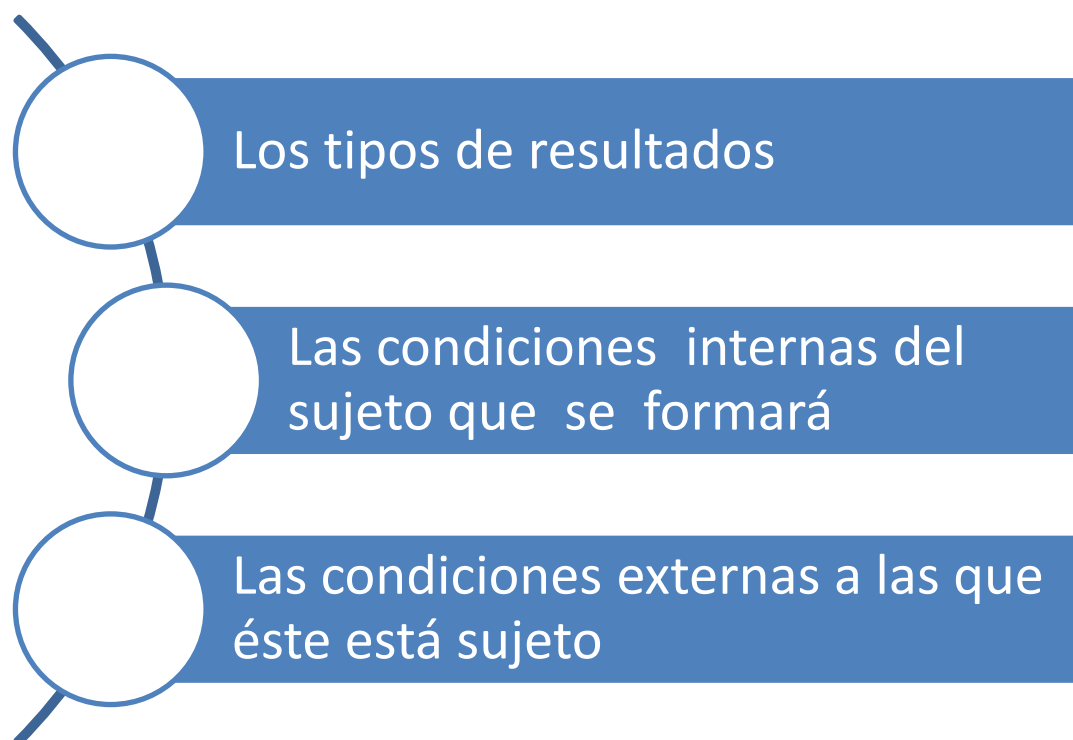 Los tipos de resultados
Las condiciones internas del
sujeto que se formará
Las condiciones externas a las que
éste está sujeto